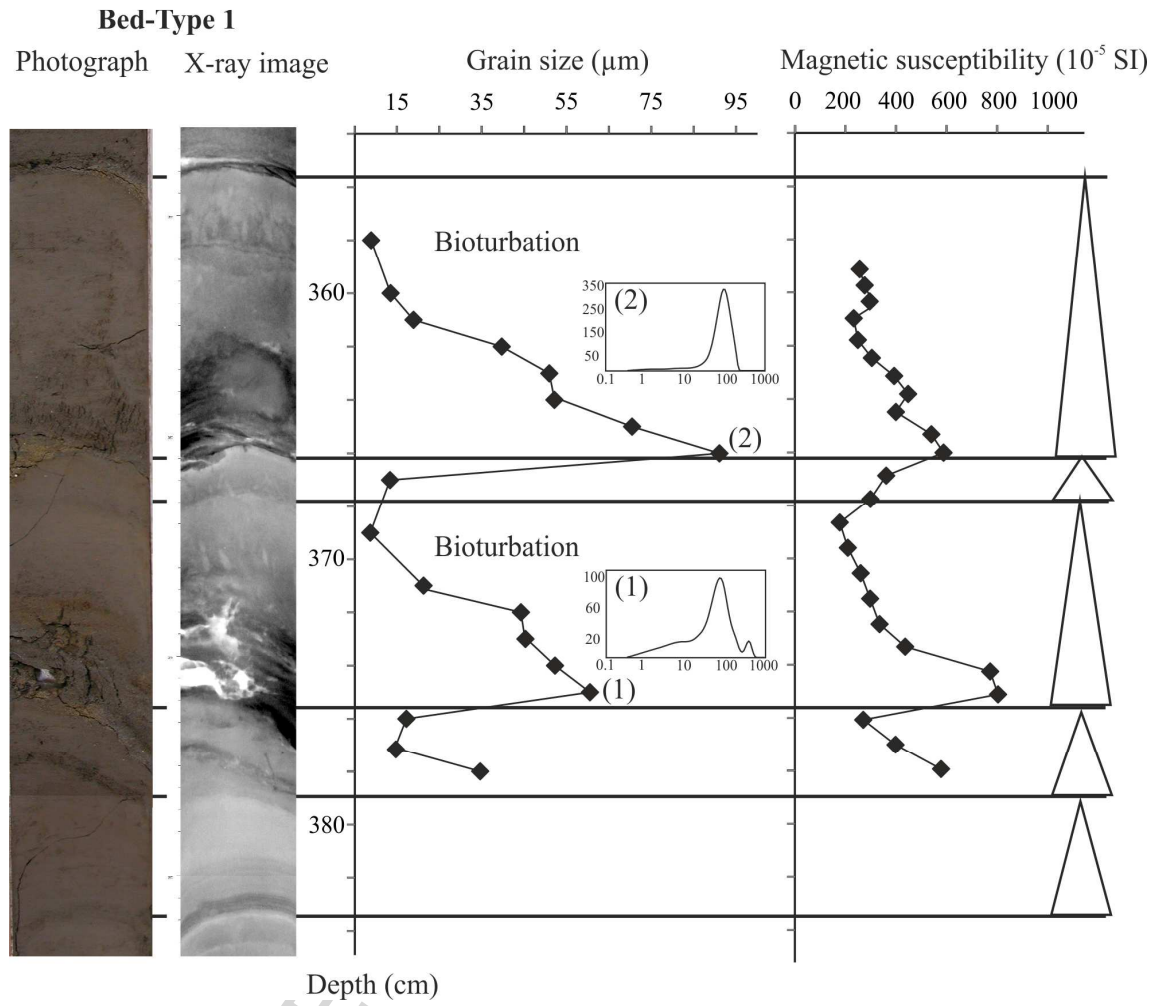 Bed-Type 1
Photograph X-ray image Grain size (µm) Magnetic susceptibility (10⁻⁵ SI)
15 35 55 75 95 0 200 400 600 800 1000
Bioturbation
360
(2)
350
250
150
50
0.1 1 10 100 1000
(2)
Bioturbation
370
(1)
100
60
20
0.1 1 10 100 1000
(1)
380
Depth (cm)